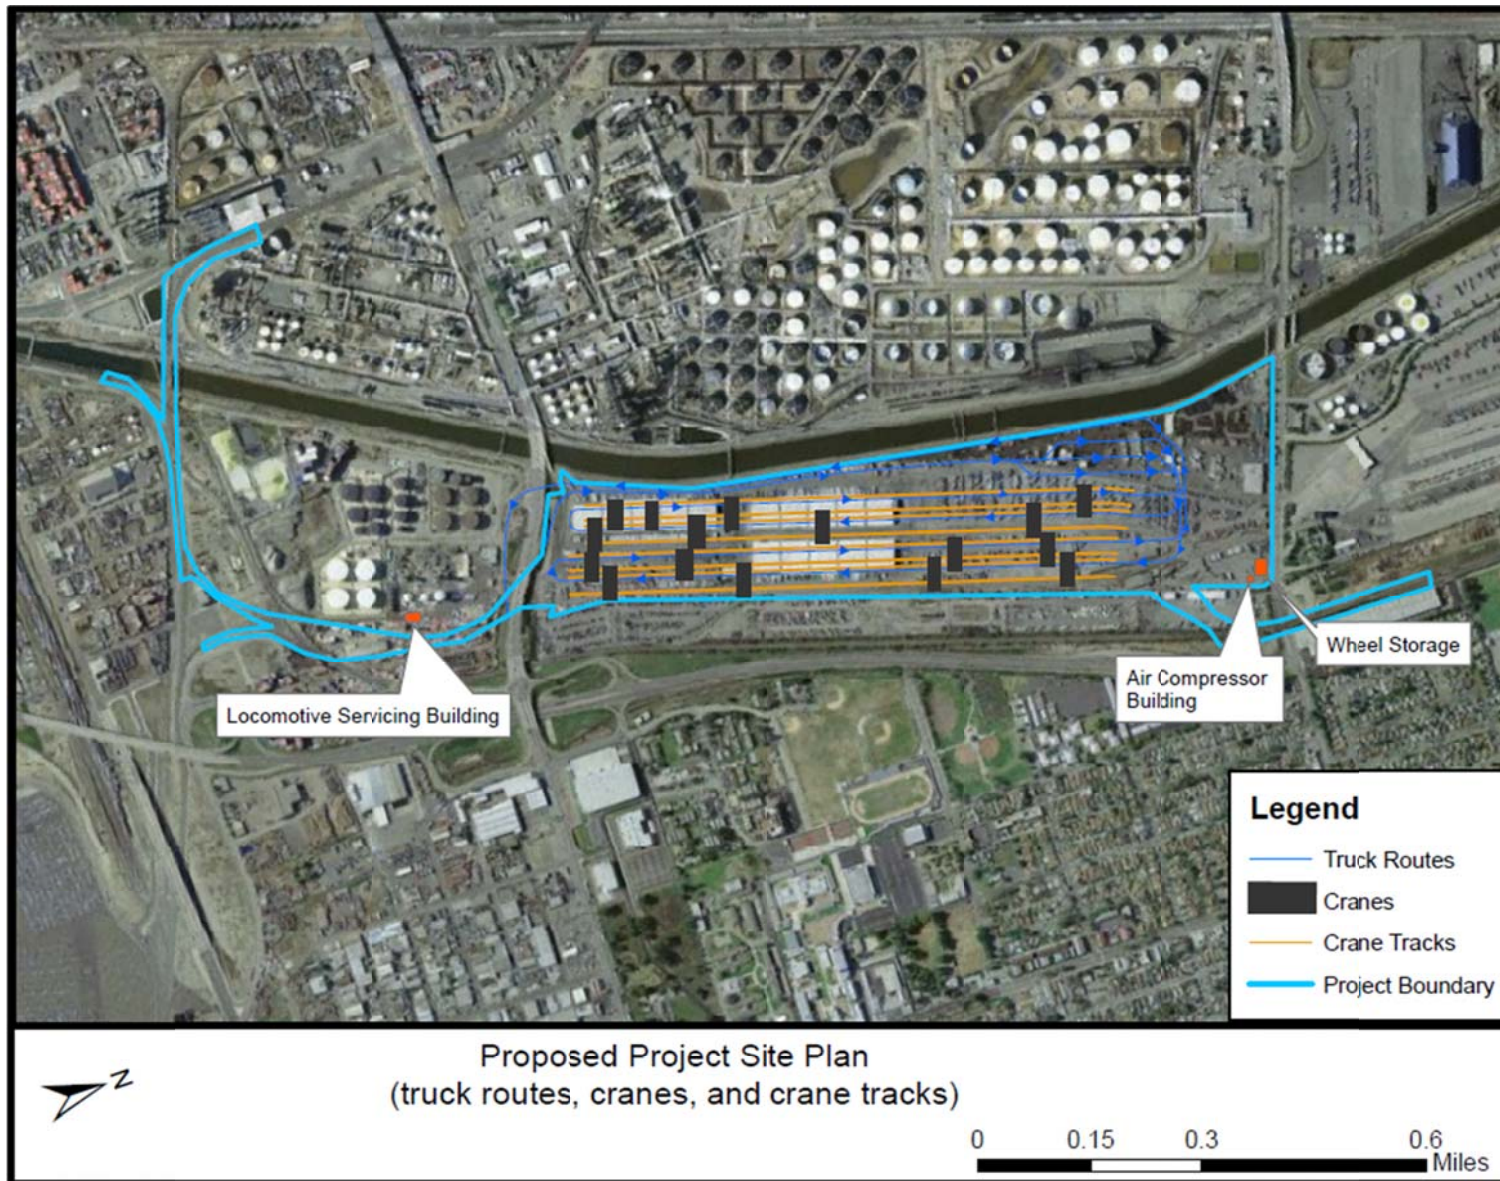 Locomotive Servicing Building
Wheel Storage
Air Compressor
Building
Legend
Truck Routes
Cranes
Crane Tracks
Project Boundary
Proposed Project Site Plan
(truck routes, cranes, and crane tracks)
N
0 0.15 0.3 0.6
Miles